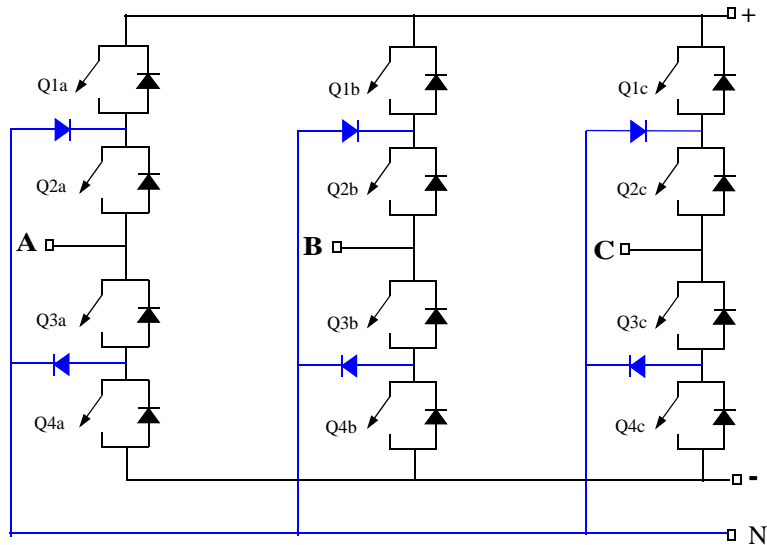 +
Q1a Q1b Q1c
Q2a Q2b Q2c
A B C
Q3a Q3b Q3c
Q4a Q4b Q4c
-
N